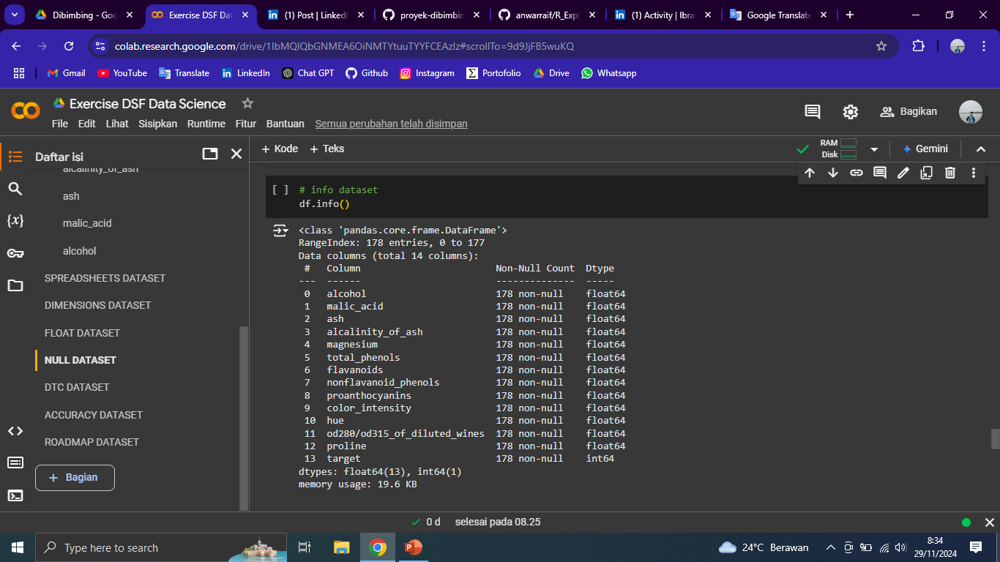 Dibimbing - Goo
Exercise DSF Dat
(1) Post | LinkedI
proyek-dibimbin
anwarraif/R_Expl
(1) Activity | Ibra
Google Translate
colab.research.google.com/drive/1IbMQIQbGNMEA6OiNMTYtuuTYYFCEAzIz#scrollTo=9d9JjFB5wuKQ
Gmail
YouTube
Translate
LinkedIn
Chat GPT
Github
Instagram
Portofolio
Drive
Whatsapp
Exercise DSF Data Science
File Edit Lihat Sisipkan Runtime Fitur Bantuan Semua perubahan telah disimpan
Bagikan
Daftar isi
+ Kode + Teks
RAM
Disk
Gemini
alcalinity_of_ash
ash
malic_acid
alcohol
SPREADSHEETS DATASET
DIMENSIONS DATASET
FLOAT DATASET
NULL DATASET
DTC DATASET
ACCURACY DATASET
ROADMAP DATASET
+ Bagian
[ ] # info dataset
df.info()
<class 'pandas.core.frame.DataFrame'>
RangeIndex: 178 entries, 0 to 177
Data columns (total 14 columns):
# Column Non-Null Count Dtype
--- ------ -------------- -----
0 alcohol 178 non-null float64
1 malic_acid 178 non-null float64
2 ash 178 non-null float64
3 alcalinity_of_ash 178 non-null float64
4 magnesium 178 non-null float64
5 total_phenols 178 non-null float64
6 flavanoids 178 non-null float64
7 nonflavanoid_phenols 178 non-null float64
8 proanthocyanins 178 non-null float64
9 color_intensity 178 non-null float64
10 hue 178 non-null float64
11 od280/od315_of_diluted_wines 178 non-null float64
12 proline 178 non-null float64
13 target 178 non-null int64
dtypes: float64(13), int64(1)
memory usage: 19.6 KB
0 d selesai pada 08.25
Type here to search
24°C Berawan
8:34
29/11/2024